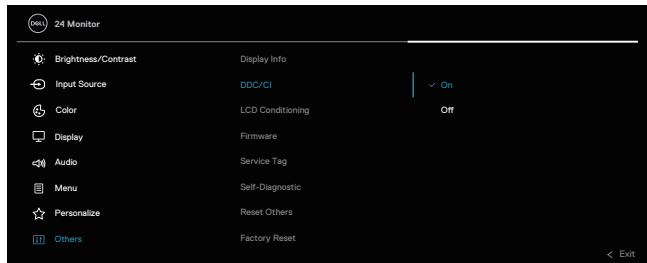 DELL 24 Monitor
Brightness/Contrast Display Info
Input Source DDC/CI ✓ On
Color LCD Conditioning Off
Display Firmware
Audio Service Tag
Menu Self-Diagnostic
Personalize Reset Others
Others Factory Reset
< Exit